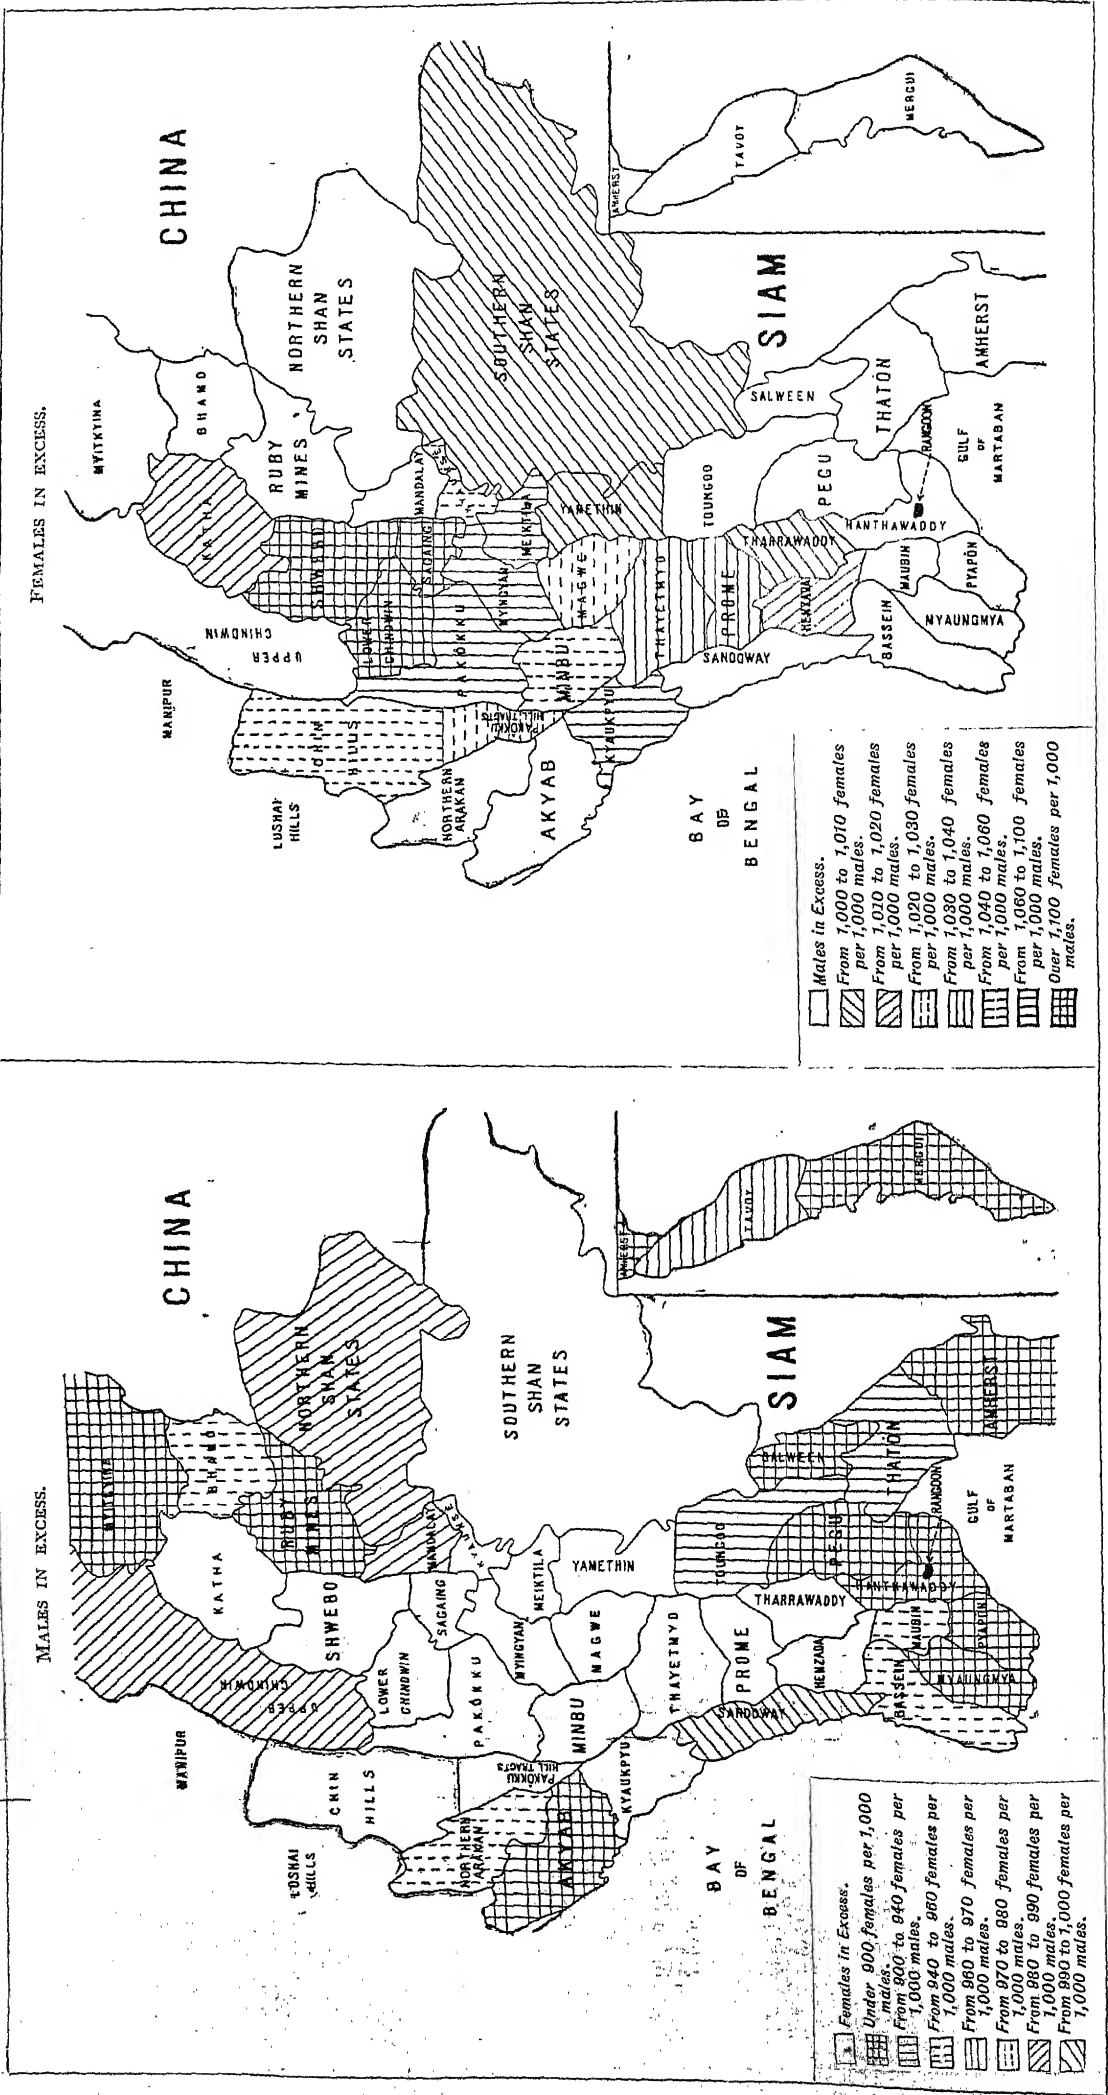 FEMALES IN EXCESS.
CHINA
MYITKYINA
BHAMO
KATHA
RUBY
MINES
NORTHERN
SHAN
STATES
UPPER
CHINDWIN
MANIPUR
SHWEBO
LOWER
CHINDWIN
SAGAING
MANDALAY
CHIN
HILLS
LUSHAI
HILLS
PAKÔKKU
PAKÔKKU
HILL TRACTS
NORTHERN
ARAKAN
AKYAB
MYINGYAN
MEIKTILA
YAMETHIN
SOUTHERN
SHAN
STATES
MINBU
MAGWE
KYAUKPYU
THAYETMYO
PROME
SANDOWAY
TOUNGOO
THARRAWADDY
HENZADA
PEGU
SALWEEN
THATÔN
SIAM
HANTHAWADDY
RANGOON
BASSEIN
MAUBIN
MYAUNGMYA
PYAPÔN
GULF
OF
MARTABAN
AMHERST
AMHERST
TAVOY
MERGUI
BAY
OF
BENGAL
Males in Excess.
From 1,000 to 1,010 females
per 1,000 males.
From 1,010 to 1,020 females
per 1,000 males.
From 1,020 to 1,030 females
per 1,000 males.
From 1,030 to 1,040 females
per 1,000 males.
From 1,040 to 1,060 females
per 1,000 males.
From 1,060 to 1,100 females
per 1,000 males.
Over 1,100 females per 1,000
males.
MALES IN EXCESS.
CHINA
MYITKYINA
BHAMO
KATHA
RUBY
MINES
NORTHERN
SHAN
STATES
UPPER
CHINDWIN
MANIPUR
SHWEBO
LOWER
CHINDWIN
SAGAING
MANDALAY
KYAUKSE
CHIN
HILLS
LUSHAI
HILLS
PAKÔKKU
PAKÔKKU
HILL TRACTS
NORTHERN
ARAKAN
AKYAB
MYINGYAN
MEIKTILA
YAMETHIN
SOUTHERN
SHAN
STATES
MINBU
MAGWE
KYAUKPYU
THAYETMYO
PROME
SANDOWAY
TOUNGOO
THARRAWADDY
HENZADA
PEGU
SALWEEN
THATÔN
SIAM
HANTHAWADDY
RANGOON
BASSEIN
MAUBIN
MYAUNGMYA
PYAPÔN
GULF
OF
MARTABAN
AMHERST
AMHERST
TAVOY
MERGUI
BAY
OF
BENGAL
Females in Excess.
Under 900 females per 1,000
males.
From 900 to 940 females per
1,000 males.
From 940 to 960 females per
1,000 males.
From 960 to 970 females per
1,000 males.
From 970 to 980 females per
1,000 males.
From 980 to 990 females per
1,000 males.
From 990 to 1,000 females per
1,000 males.